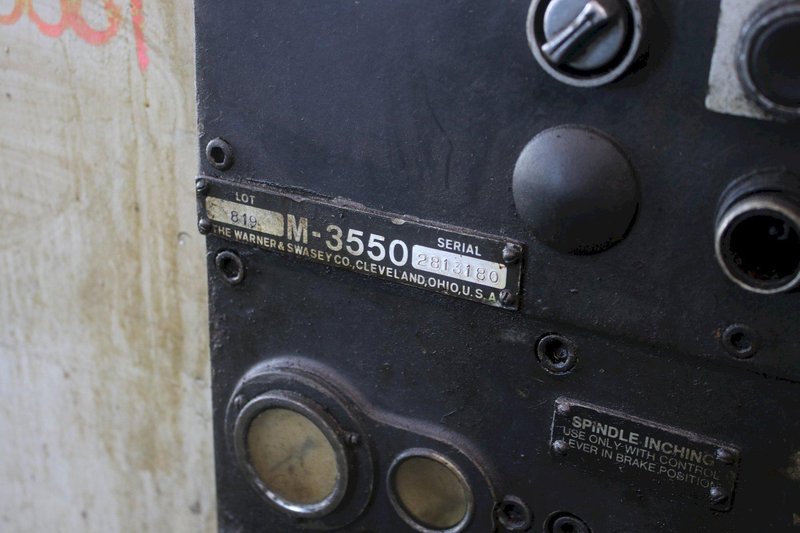 LOT
819
M-3550
SERIAL
2813180
THE WARNER & SWASEY CO., CLEVELAND, OHIO, U.S.A.
SPINDLE INCHING
USE ONLY WITH CONTROL
LEVER IN BRAKE POSITION